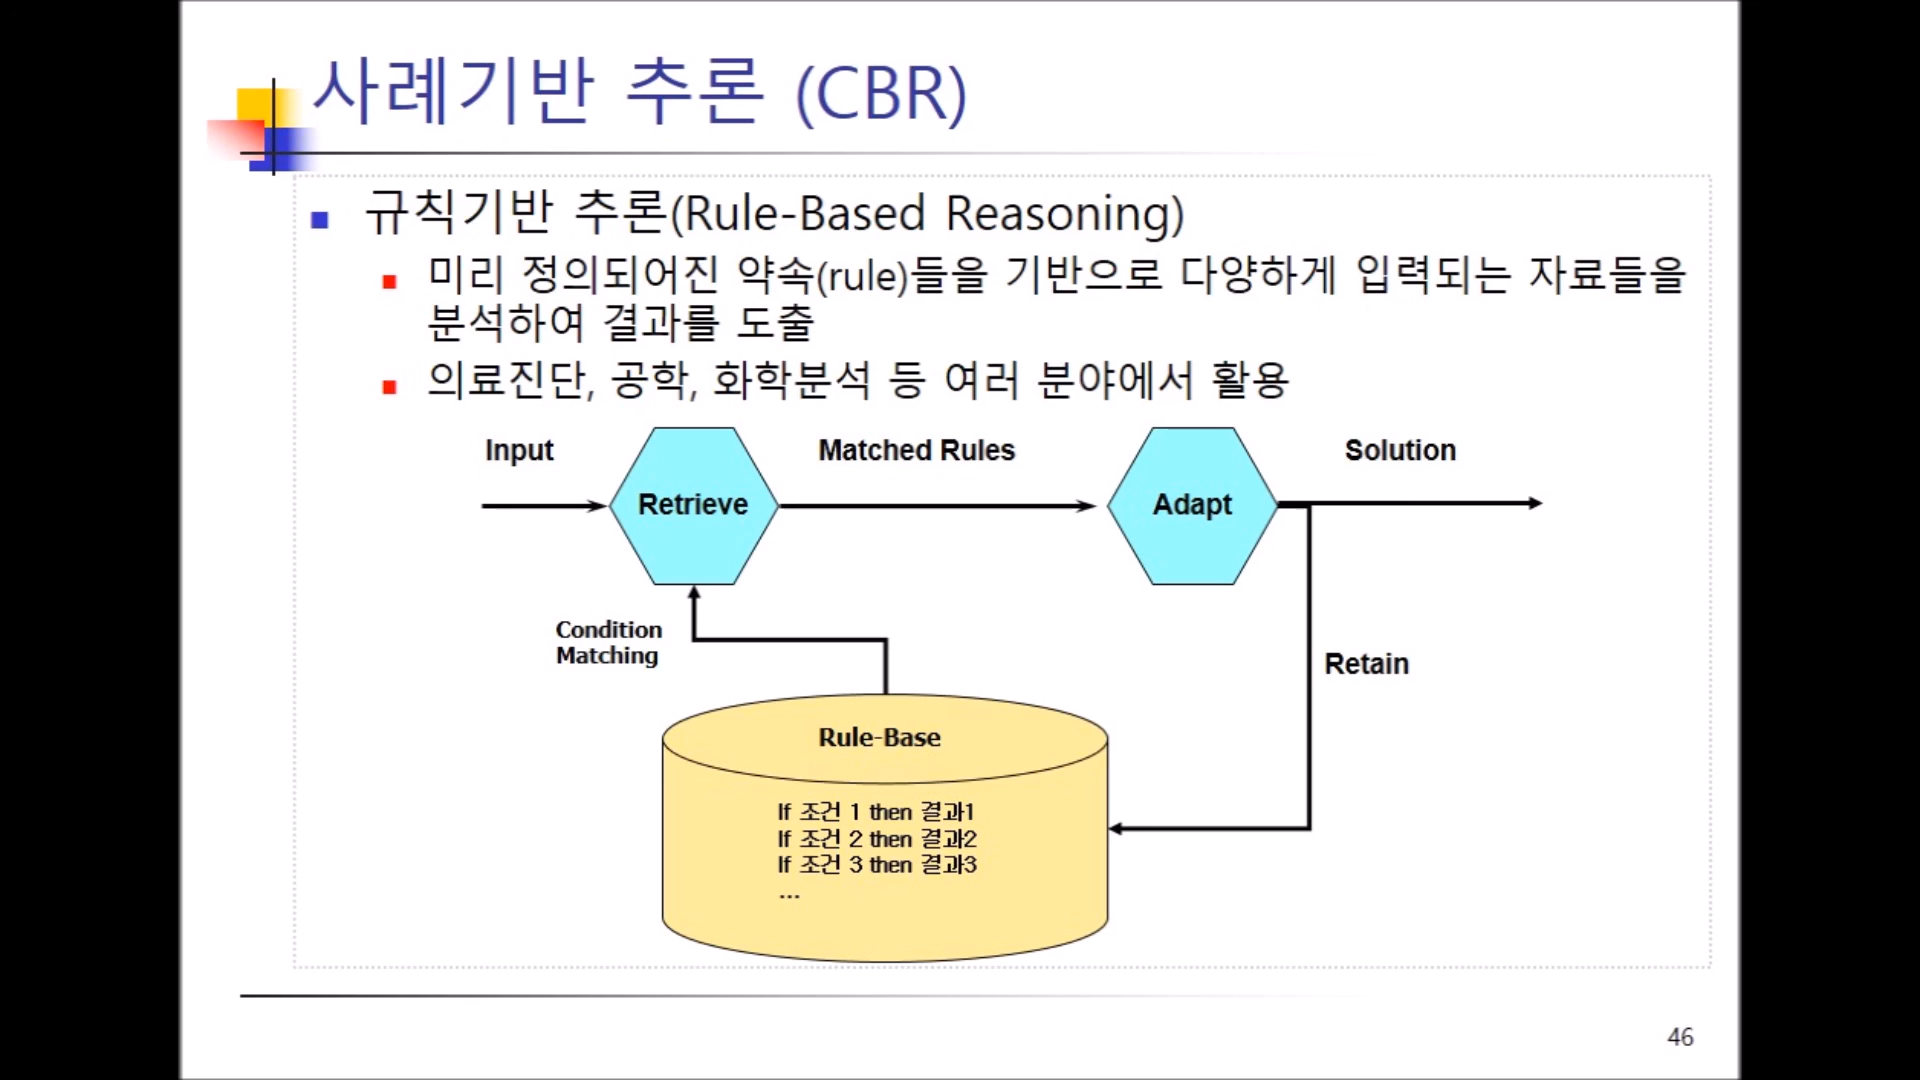 사례기반 추론 (CBR)
규칙기반 추론(Rule-Based Reasoning)
미리 정의되어진 약속(rule)들을 기반으로 다양하게 입력되는 자료들을
분석하여 결과를 도출
의료진단, 공학, 화학분석 등 여러 분야에서 활용
Input
Matched Rules
Solution
Retrieve
Adapt
Condition
Matching
Retain
Rule-Base
If 조건 1 then 결과1
If 조건 2 then 결과2
If 조건 3 then 결과3
...
46